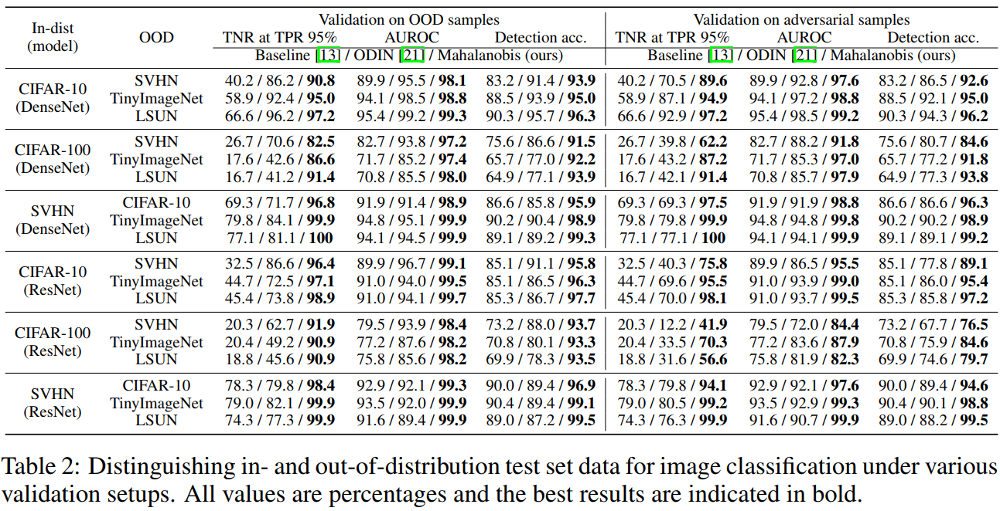 In-dist (model) OOD Validation on OOD samples Validation on adversarial samples
TNR at TPR 95% AUROC Detection acc. TNR at TPR 95% AUROC Detection acc.
Baseline [13] / ODIN [21] / Mahalanobis (ours) Baseline [13] / ODIN [21] / Mahalanobis (ours)
CIFAR-10 (DenseNet) SVHN 40.2 / 86.2 / 90.8 89.9 / 95.5 / 98.1 83.2 / 91.4 / 93.9 40.2 / 70.5 / 89.6 89.9 / 92.8 / 97.6 83.2 / 86.5 / 92.6
TinyImageNet 58.9 / 92.4 / 95.0 94.1 / 98.5 / 98.8 88.5 / 93.9 / 95.0 58.9 / 87.1 / 94.9 94.1 / 97.2 / 98.8 88.5 / 92.1 / 95.0
LSUN 66.6 / 96.2 / 97.2 95.4 / 99.2 / 99.3 90.3 / 95.7 / 96.3 66.6 / 92.9 / 97.2 95.4 / 98.5 / 99.2 90.3 / 94.3 / 96.2
CIFAR-100 (DenseNet) SVHN 26.7 / 70.6 / 82.5 82.7 / 93.8 / 97.2 75.6 / 86.6 / 91.5 26.7 / 39.8 / 62.2 82.7 / 88.2 / 91.8 75.6 / 80.7 / 84.6
TinyImageNet 17.6 / 42.6 / 86.6 71.7 / 85.2 / 97.4 65.7 / 77.0 / 92.2 17.6 / 43.2 / 87.2 71.7 / 85.3 / 97.0 65.7 / 77.2 / 91.8
LSUN 16.7 / 41.2 / 91.4 70.8 / 85.5 / 98.0 64.9 / 77.1 / 93.9 16.7 / 42.1 / 91.4 70.8 / 85.7 / 97.9 64.9 / 77.3 / 93.8
SVHN (DenseNet) CIFAR-10 69.3 / 71.7 / 96.8 91.9 / 91.4 / 98.9 86.6 / 85.8 / 95.9 69.3 / 69.3 / 97.5 91.9 / 91.9 / 98.8 86.6 / 86.6 / 96.3
TinyImageNet 79.8 / 84.1 / 99.9 94.8 / 95.1 / 99.9 90.2 / 90.4 / 98.9 79.8 / 79.8 / 99.9 94.8 / 94.8 / 99.8 90.2 / 90.2 / 98.9
LSUN 77.1 / 81.1 / 100 94.1 / 94.5 / 99.9 89.1 / 89.2 / 99.3 77.1 / 77.1 / 100 94.1 / 94.1 / 99.9 89.1 / 89.1 / 99.2
CIFAR-10 (ResNet) SVHN 32.5 / 86.6 / 96.4 89.9 / 96.7 / 99.1 85.1 / 91.1 / 95.8 32.5 / 40.3 / 75.8 89.9 / 86.5 / 95.5 85.1 / 77.8 / 89.1
TinyImageNet 44.7 / 72.5 / 97.1 91.0 / 94.0 / 99.5 85.1 / 86.5 / 96.3 44.7 / 69.6 / 95.5 91.0 / 93.9 / 99.0 85.1 / 86.0 / 95.4
LSUN 45.4 / 73.8 / 98.9 91.0 / 94.1 / 99.7 85.3 / 86.7 / 97.7 45.4 / 70.0 / 98.1 91.0 / 93.7 / 99.5 85.3 / 85.8 / 97.2
CIFAR-100 (ResNet) SVHN 20.3 / 62.7 / 91.9 79.5 / 93.9 / 98.4 73.2 / 88.0 / 93.7 20.3 / 12.2 / 41.9 79.5 / 72.0 / 84.4 73.2 / 67.7 / 76.5
TinyImageNet 20.4 / 49.2 / 90.9 77.2 / 87.6 / 98.2 70.8 / 80.1 / 93.3 20.4 / 33.5 / 70.3 77.2 / 83.6 / 87.9 70.8 / 75.9 / 84.6
LSUN 18.8 / 45.6 / 90.9 75.8 / 85.6 / 98.2 69.9 / 78.3 / 93.5 18.8 / 31.6 / 56.6 75.8 / 81.9 / 82.3 69.9 / 74.6 / 79.7
SVHN (ResNet) CIFAR-10 78.3 / 79.8 / 98.4 92.9 / 92.1 / 99.3 90.0 / 89.4 / 96.9 78.3 / 79.8 / 94.1 92.9 / 92.1 / 97.6 90.0 / 89.4 / 94.6
TinyImageNet 79.0 / 82.1 / 99.9 93.5 / 92.0 / 99.9 90.4 / 89.4 / 99.1 79.0 / 80.5 / 99.2 93.5 / 92.9 / 99.3 90.4 / 90.1 / 98.8
LSUN 74.3 / 77.3 / 99.9 91.6 / 89.4 / 99.9 89.0 / 87.2 / 99.5 74.3 / 76.3 / 99.9 91.6 / 90.7 / 99.9 89.0 / 88.2 / 99.5
Table 2: Distinguishing in- and out-of-distribution test set data for image classification under various
validation setups. All values are percentages and the best results are indicated in bold.